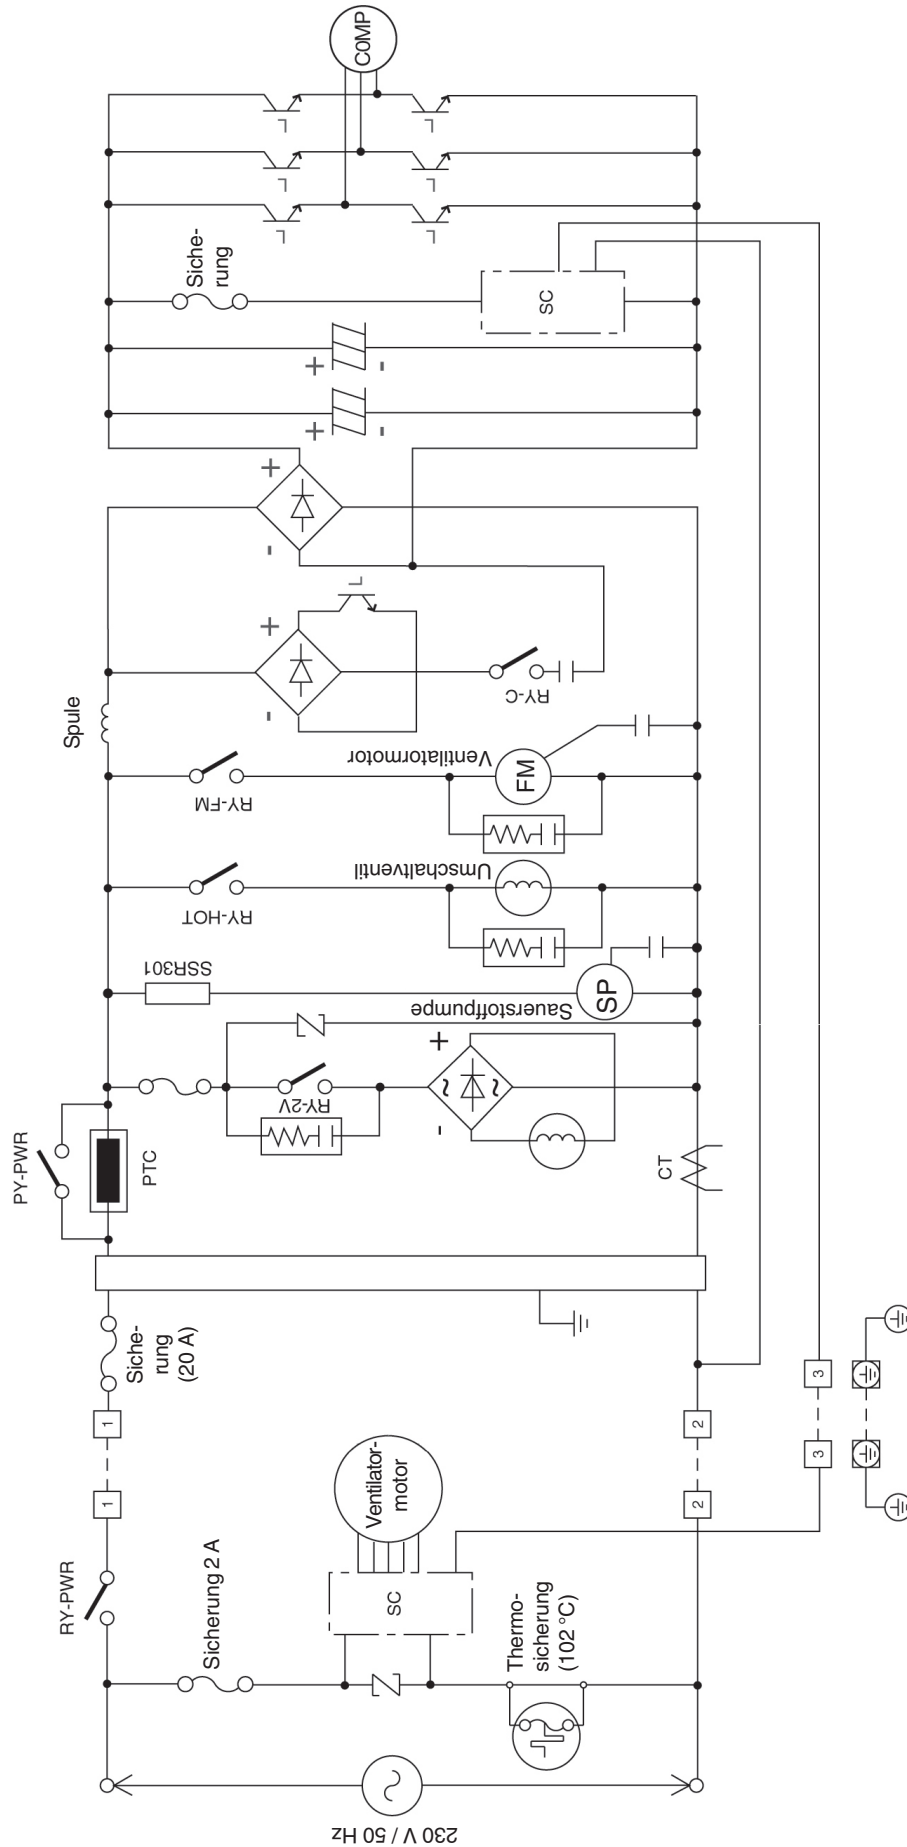 COMP
Siche-
rung
SC
+
-
+
-
+
-
+
-
RY-C
Spule
Ventilatormotor
RY-FM
FM
Umschaltventil
RY-HOT
SSR301
SP
Sauerstoffpumpe
RY-2V
+
~
~
-
PY-PWR
PTC
CT
Siche-
rung
(20 A)
1
1
2
2
3
3
Ventilator-
motor
SC
RY-PWR
Sicherung 2 A
Thermo-
sicherung
(102 °C)
230 V / 50 Hz